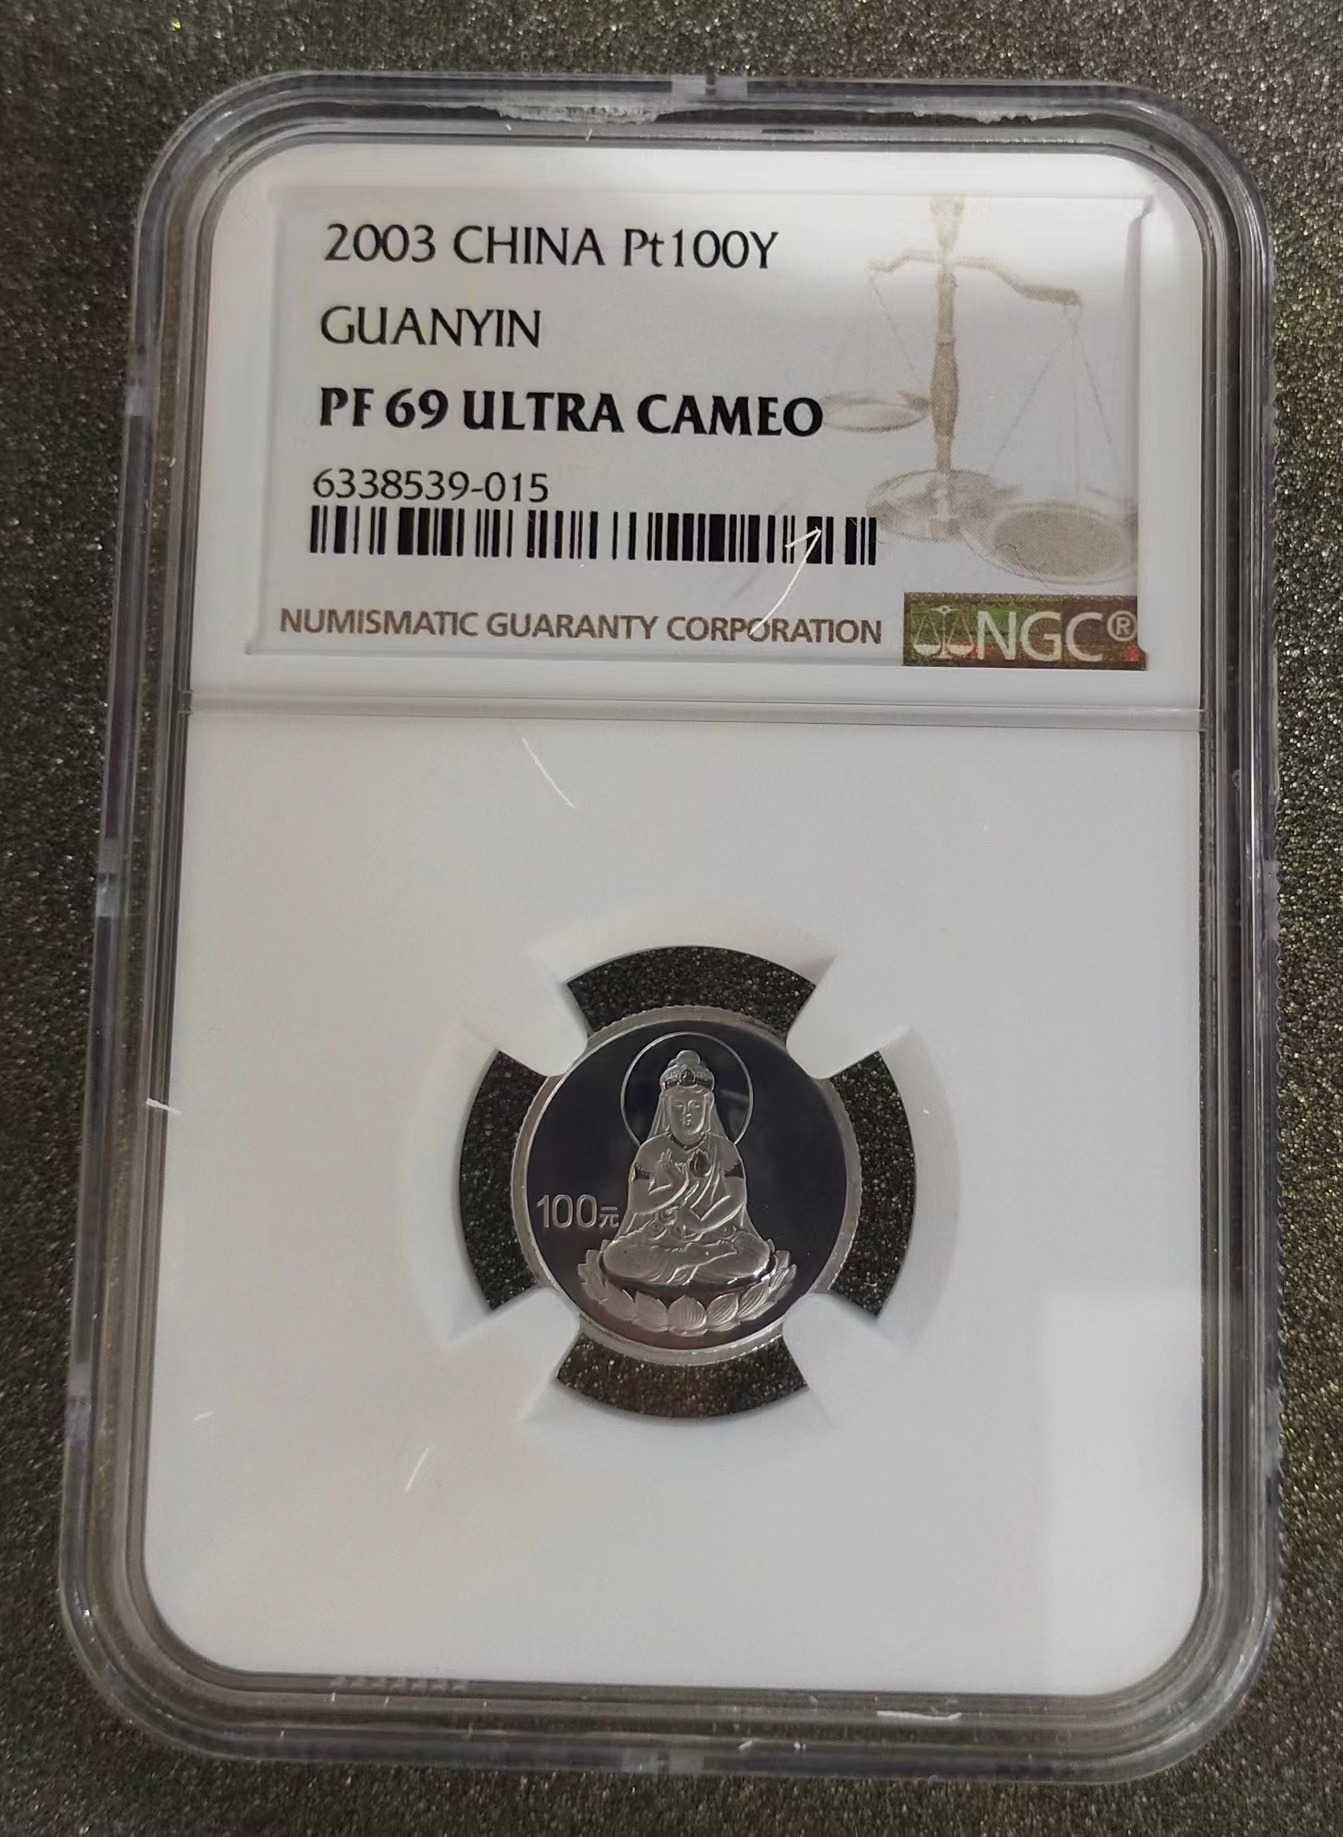 2003 CHINA Pt100Y
GUANYIN
PF 69 ULTRA CAMEO
6338539-015
NUMISMATIC GUARANTY CORPORATION
NGC®
100元